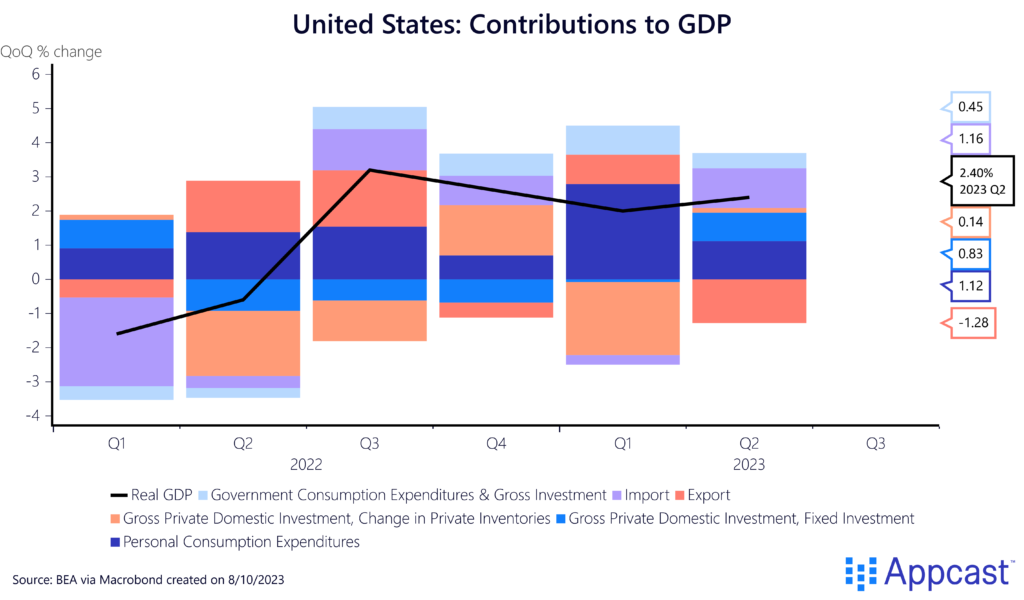 United States: Contributions to GDP
QoQ % change
6
5
4
3
2
1
0
-1
-2
-3
-4
0.45
1.16
2.40%
2023 Q2
0.14
0.83
1.12
-1.28
Q1 Q2 Q3 Q4 Q1 Q2 Q3
2022 2023
Real GDP Government Consumption Expenditures & Gross Investment Import Export
Gross Private Domestic Investment, Change in Private Inventories Gross Private Domestic Investment, Fixed Investment
Personal Consumption Expenditures
Source: BEA via Macrobond created on 8/10/2023
Appcast™